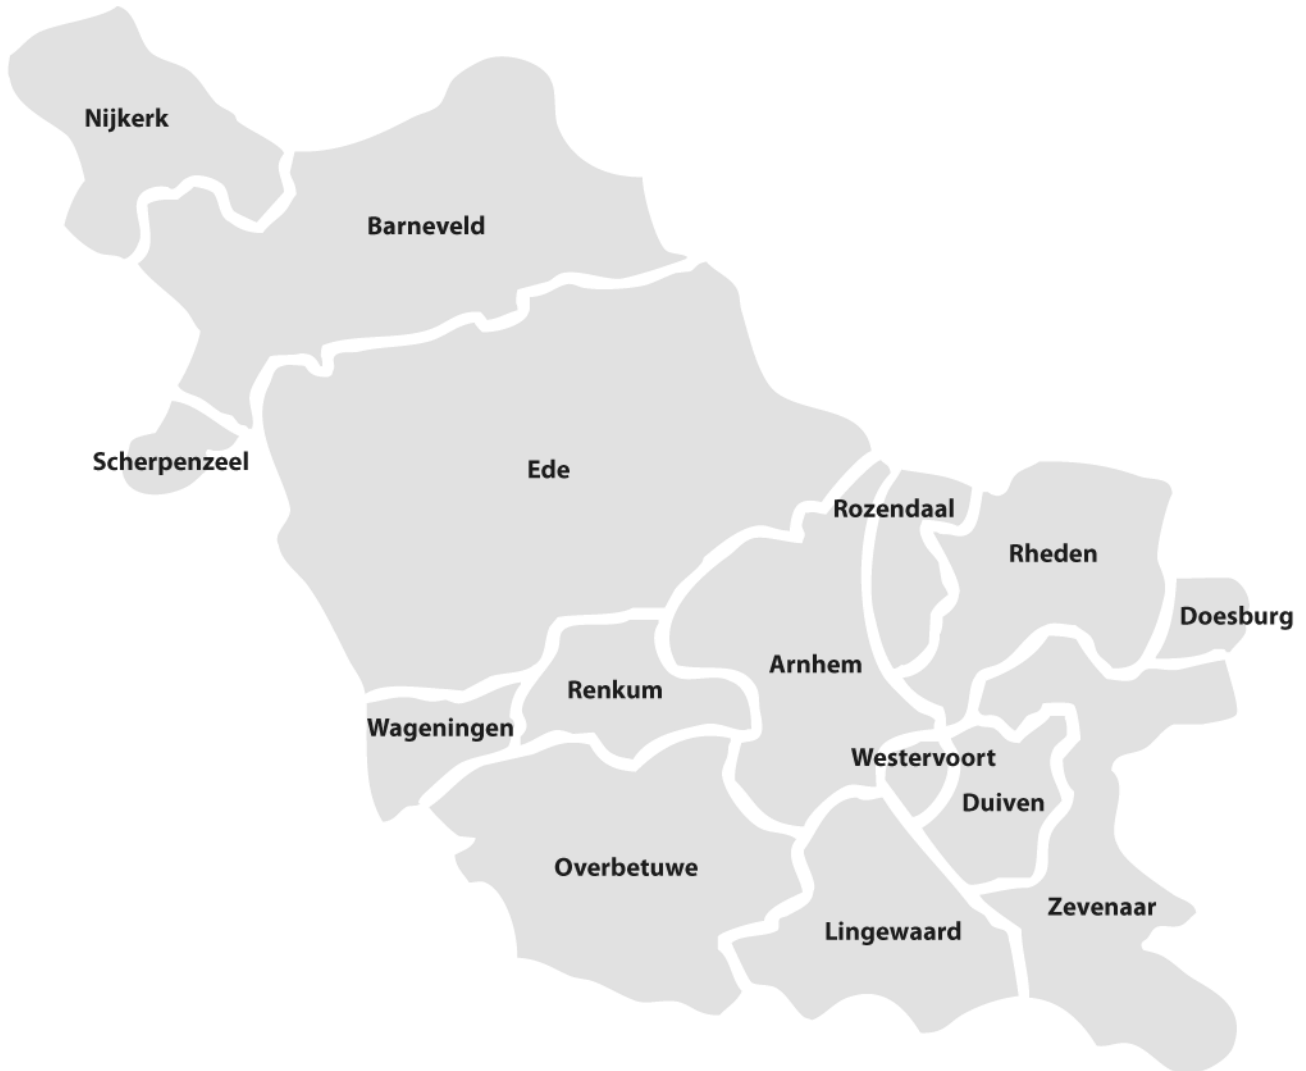 Nijkerk
Barneveld
Scherpenzeel
Ede
Rozendaal
Rheden
Doesburg
Arnhem
Renkum
Wageningen
Westervoort
Duiven
Overbetuwe
Zevenaar
Lingewaard